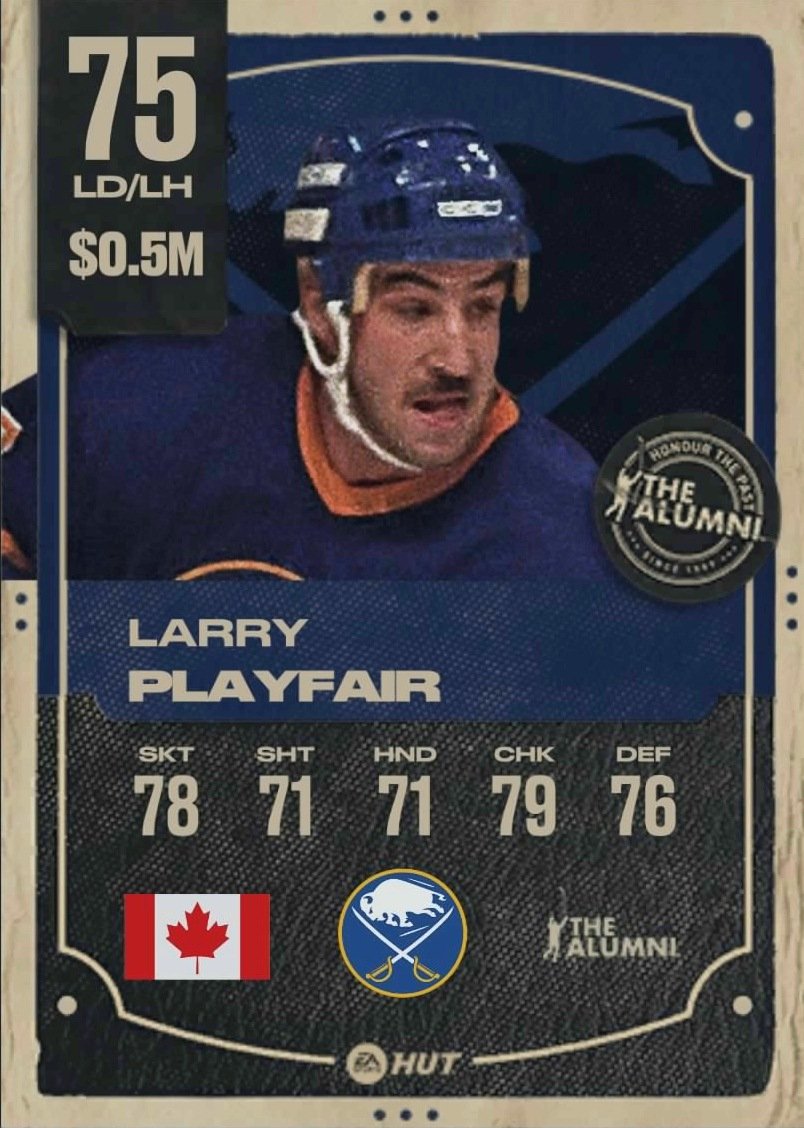 75
LD/LH
$0.5M
HONOUR THE PAST
THE
ALUMNI
LARRY
PLAYFAIR
SKT SHT HND CHK DEF
78 71 71 79 76
THE
ALUMNI
EA HUT